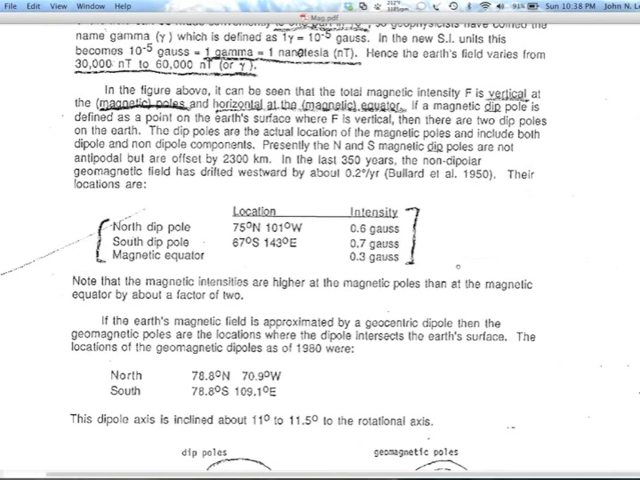 File Edit View Window Help
91% Sun 10:38 PM John N. L
Mag.pdf
name gamma (γ) which is defined as 1γ = 10⁻⁵ gauss. In the new S.I. units this
becomes 10⁻⁵ gauss = 1 gamma = 1 nanotesla (nT). Hence the earth's field varies from
30,000 nT to 60,000 nT (or γ).
In the figure above, it can be seen that the total magnetic intensity F is vertical at
the (magnetic) poles and horizontal at the (magnetic) equator. If a magnetic dip pole is
defined as a point on the earth's surface where F is vertical, then there are two dip poles
on the earth. The dip poles are the actual location of the magnetic poles and include both
dipole and non dipole components. Presently the N and S magnetic dip poles are not
antipodal but are offset by 2300 km. In the last 350 years, the non-dipolar
geomagnetic field has drifted westward by about 0.2º/yr (Bullard et al. 1950). Their
locations are:
Location Intensity
North dip pole 75ºN 101ºW 0.6 gauss
South dip pole 67ºS 143ºE 0.7 gauss
Magnetic equator 0.3 gauss
Note that the magnetic intensities are higher at the magnetic poles than at the magnetic
equator by about a factor of two.
If the earth's magnetic field is approximated by a geocentric dipole then the
geomagnetic poles are the locations where the dipole intersects the earth's surface. The
locations of the geomagnetic dipoles as of 1980 were:
North 78.8ºN 70.9ºW
South 78.8ºS 109.1ºE
This dipole axis is inclined about 11º to 11.5º to the rotational axis.
dip poles geomagnetic poles